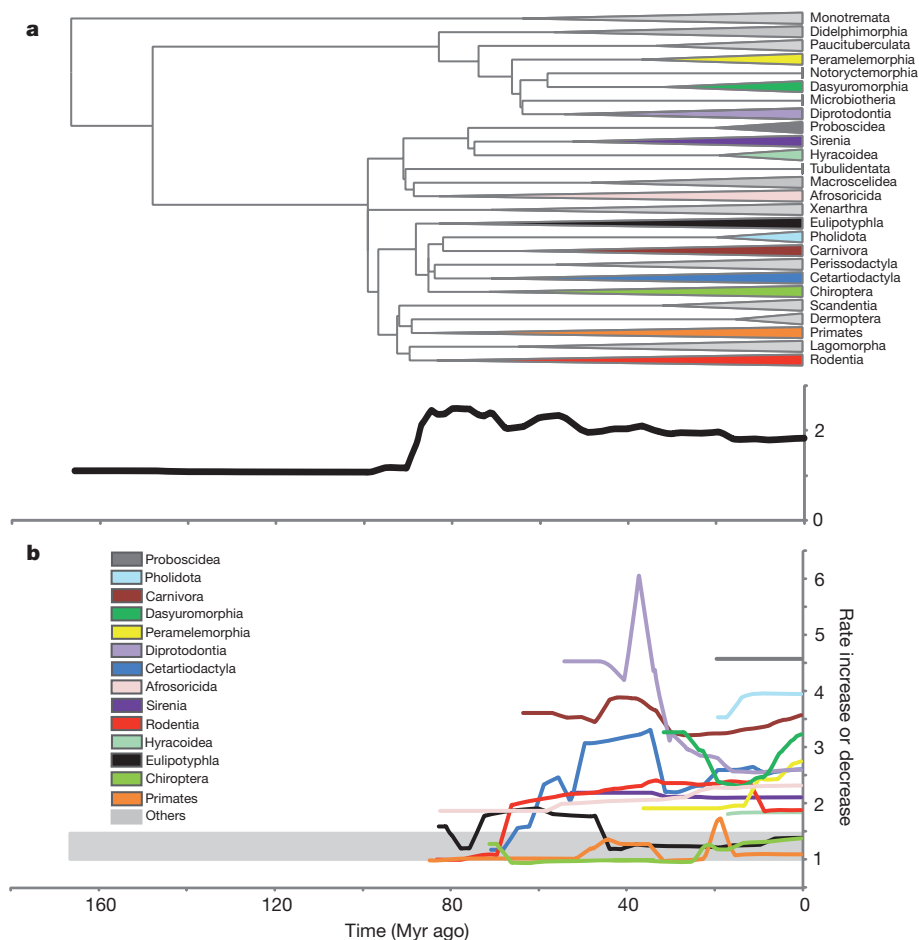 a
Monotremata
Didelphimorphia
Paucituberculata
Peramelemorphia
Notoryctemorphia
Dasyuromorphia
Microbiotheria
Diprotodontia
Proboscidea
Sirenia
Hyracoidea
Tubulidentata
Macroscelidea
Afrosoricida
Xenarthra
Eulipotyphla
Pholidota
Carnivora
Perissodactyla
Cetartiodactyla
Chiroptera
Scandentia
Dermoptera
Primates
Lagomorpha
Rodentia
2
0
b
Proboscidea
Pholidota
Carnivora
Dasyuromorphia
Peramelemorphia
Diprotodontia
Cetartiodactyla
Afrosoricida
Sirenia
Rodentia
Hyracoidea
Eulipotyphla
Chiroptera
Primates
Others
6
5
4
3
2
1
Rate increase or decrease
160 120 80 40 0
Time (Myr ago)